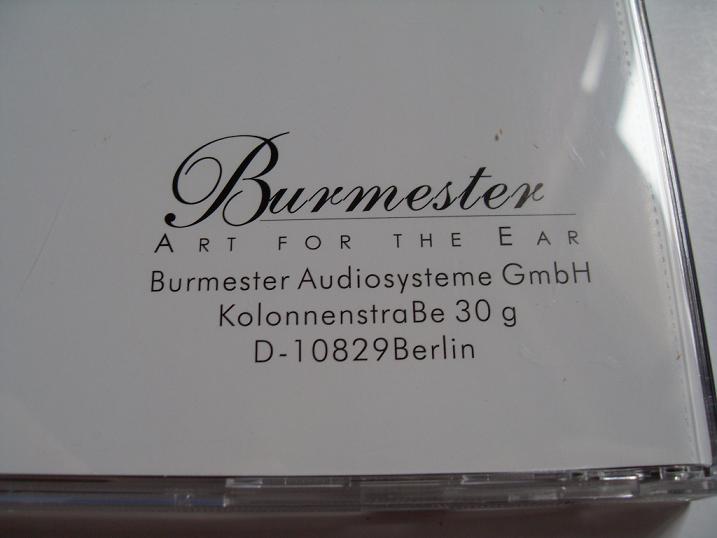 Burmester
ART FOR THE EAR
Burmester Audiosysteme GmbH
KolonnenstraBe 30 g
D-10829Berlin